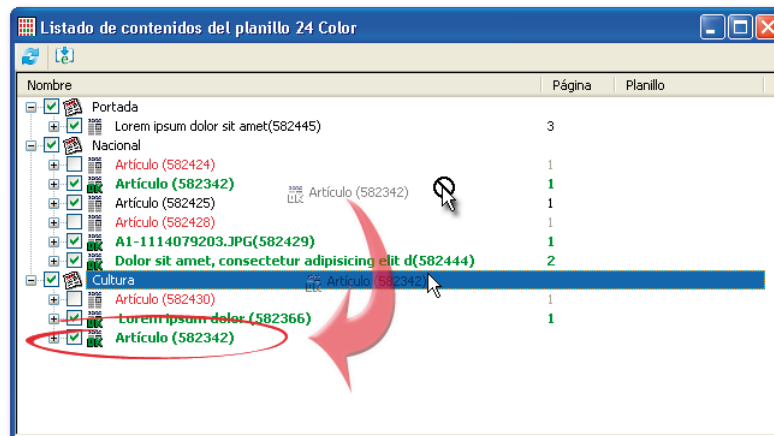 Listado de contenidos del planillo 24 Color
Nombre Página Planillo
Portada
Lorem ipsum dolor sit amet(582445) 3
Nacional
Artículo (582424) 1
Artículo (582342) 1
Artículo (582342)
Artículo (582425) 1
Artículo (582428) 1
A1-1114079203.JPG(582429) 1
Dolor sit amet, consectetur adipisicing elit d(582444) 2
Cultura Artículo (582342)
Artículo (582430) 1
Lorem ipsum dolor (582366) 1
Artículo (582342)